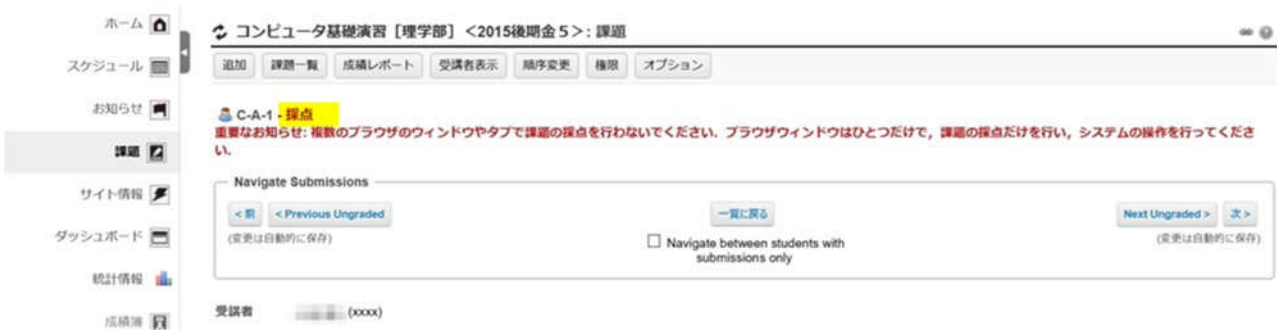 ホーム
スケジュール
お知らせ
課題
サイト情報
ダッシュボード
統計情報
成績簿
コンピュータ基礎演習［理学部］＜2015後期金５＞: 課題
追加 課題一覧 成績レポート 受講者表示 順序変更 権限 オプション
C-A-1 - 採点
重要なお知らせ: 複数のブラウザのウィンドウやタブで課題の採点を行わないでください．ブラウザウィンドウはひとつだけで，課題の採点だけを行い，システムの操作を行ってくださ
い．
Navigate Submissions
< 前 < Previous Ungraded 一覧に戻る Next Ungraded > 次 >
(変更は自動的に保存) (変更は自動的に保存)
Navigate between students with
submissions only
受講者 (xxxx)